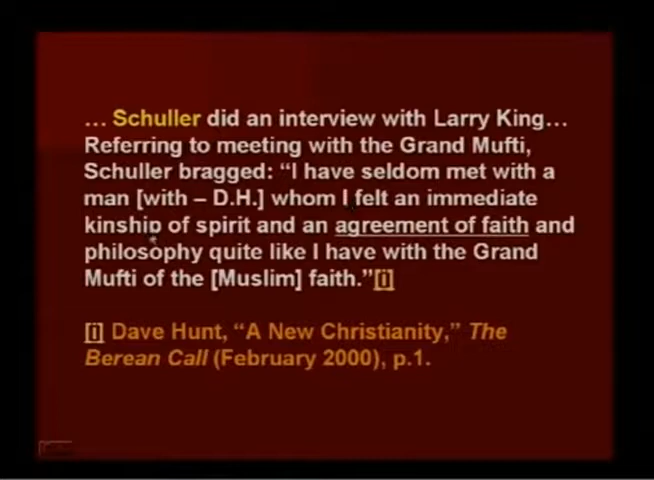 ... Schuller did an interview with Larry King...
Referring to meeting with the Grand Mufti,
Schuller bragged: “I have seldom met with a
man [with – D.H.] whom I felt an immediate
kinship of spirit and an agreement of faith and
philosophy quite like I have with the Grand
Mufti of the [Muslim] faith.”[i]
[i] Dave Hunt, “A New Christianity,” The
Berean Call (February 2000), p.1.